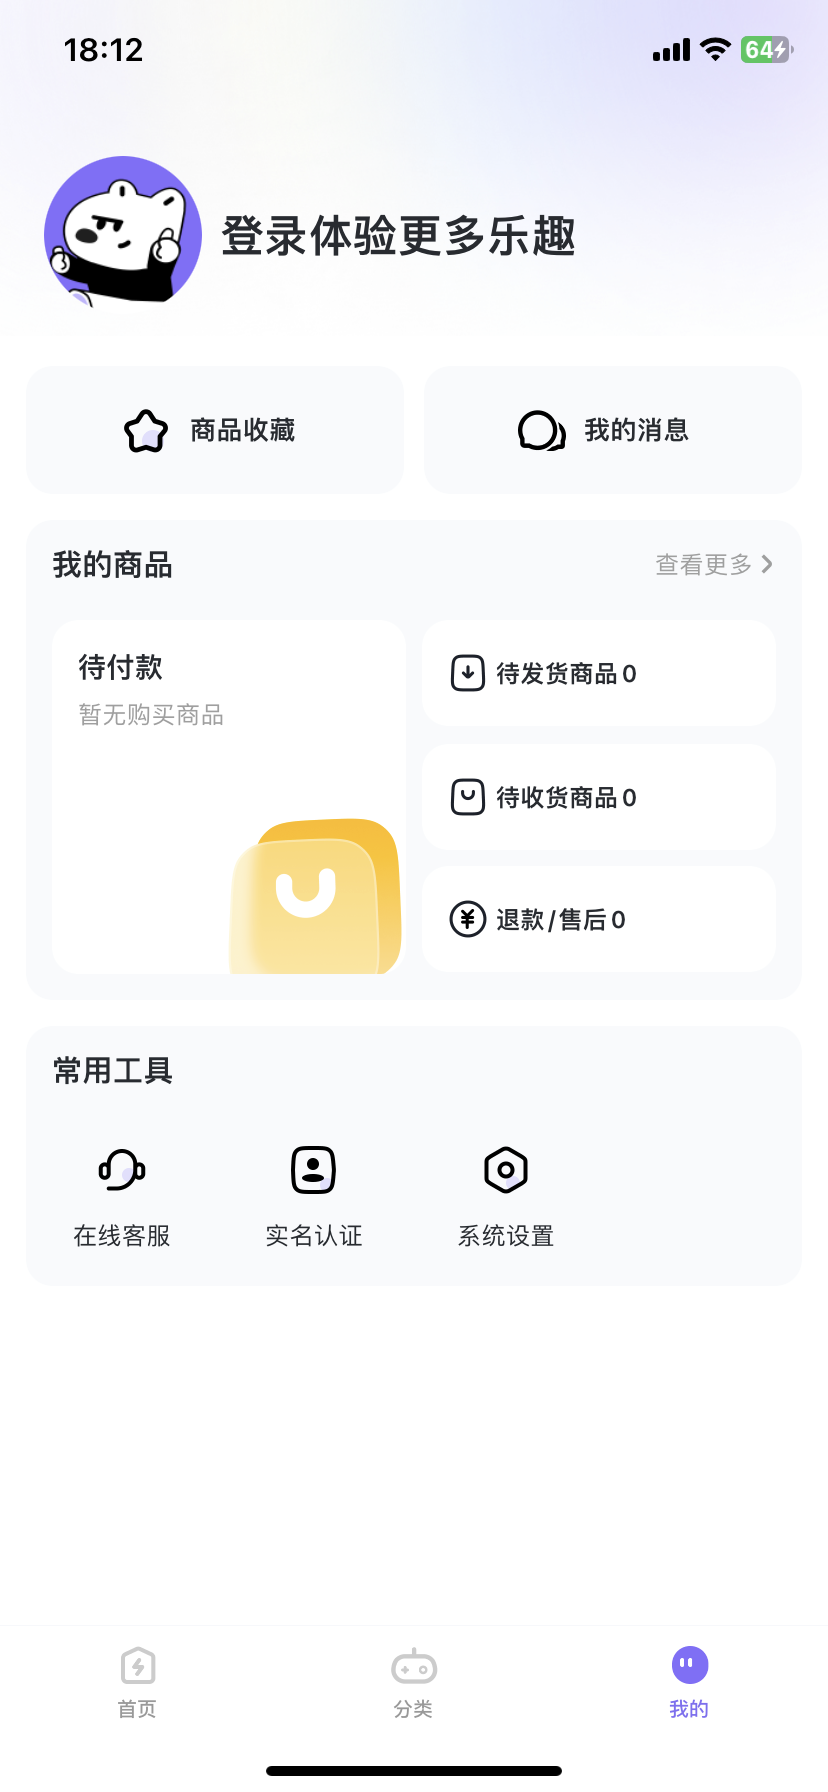 18:12
64
登录体验更多乐趣
商品收藏
我的消息
我的商品
查看更多
待付款
暂无购买商品
待发货商品0
待收货商品0
退款/售后0
常用工具
在线客服
实名认证
系统设置
首页
分类
我的